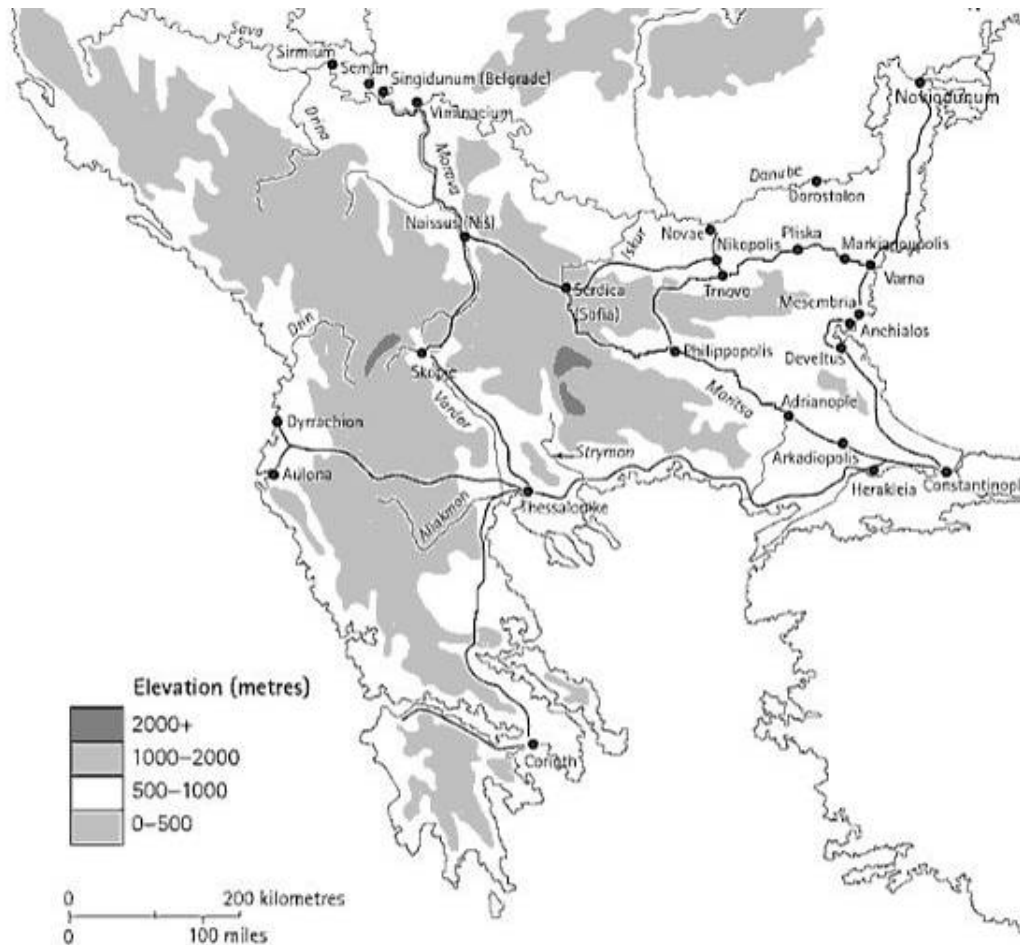 Sava
Sirmium
Semlin
Singidunum (Belgrade)
Viminacium
Drina
Morava
Noviodunum
Danube
Dorostolon
Naissus (Niš)
Iskur
Novae
Nikopolis
Pliska
Markianoupolis
Varna
Trnovo
Serdica
(Sofia)
Mesembria
Anchialos
Develtus
Drin
Skopje
Philippopolis
Vardar
Maritsa
Adrianople
Dyrrachion
Strymon
Arkadiopolis
Aulona
Herakleia
Constantinopl
Thessalonike
Aliakmon
Elevation (metres)
2000+
1000–2000
500–1000
0–500
Corinth
0 200 kilometres
0 100 miles